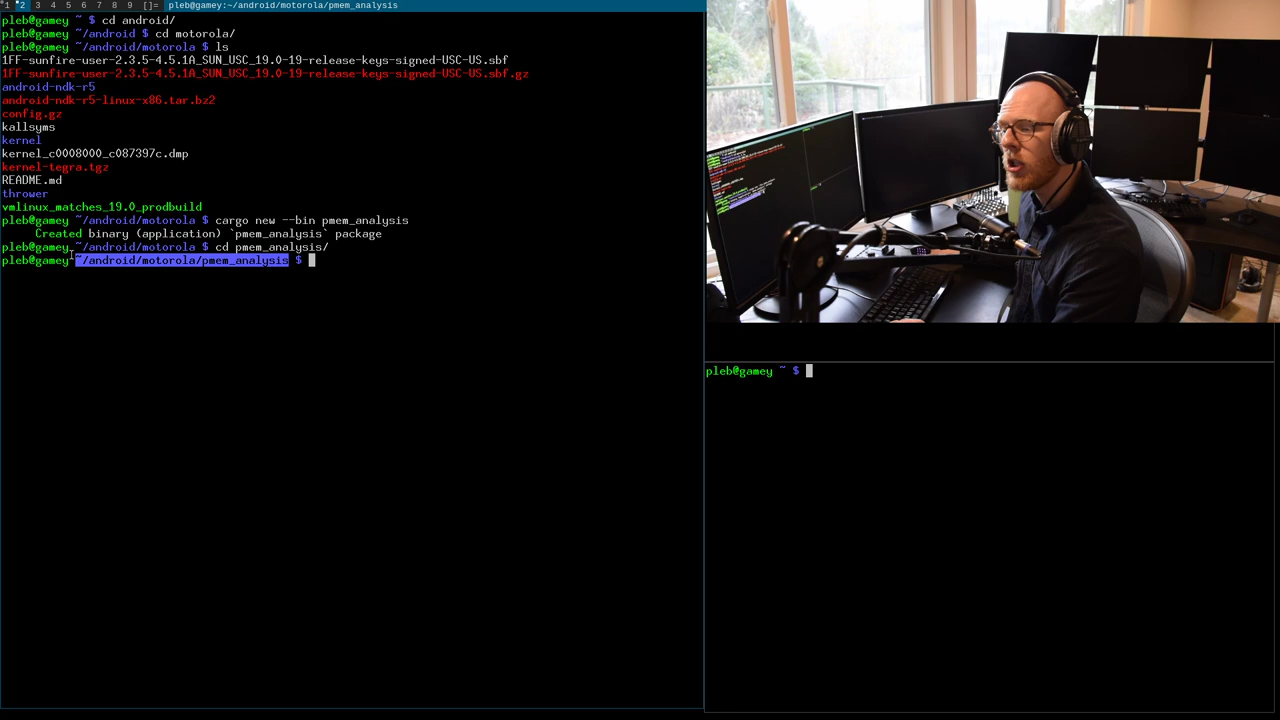 1 2 3 4 5 6 7 8 9 []= pleb@gamey:~/android/motorola/pmem_analysis
pleb@gamey ~ $ cd android/
pleb@gamey ~/android $ cd motorola/
pleb@gamey ~/android/motorola $ ls
1FF-sunfire-user-2.3.5-4.5.1A_SUN_USC_19.0-19-release-keys-signed-USC-US.sbf
1FF-sunfire-user-2.3.5-4.5.1A_SUN_USC_19.0-19-release-keys-signed-USC-US.sbf.gz
android-ndk-r5
android-ndk-r5-linux-x86.tar.bz2
config.gz
kallsyms
kernel
kernel_c0008000_c087397c.dmp
kernel-tegra.tgz
README.md
thrower
vmlinux_matches_19.0_prodbuild
pleb@gamey ~/android/motorola $ cargo new --bin pmem_analysis
Created binary (application) `pmem_analysis` package
pleb@gamey ~/android/motorola $ cd pmem_analysis/
pleb@gamey ~/android/motorola/pmem_analysis $
pleb@gamey ~ $